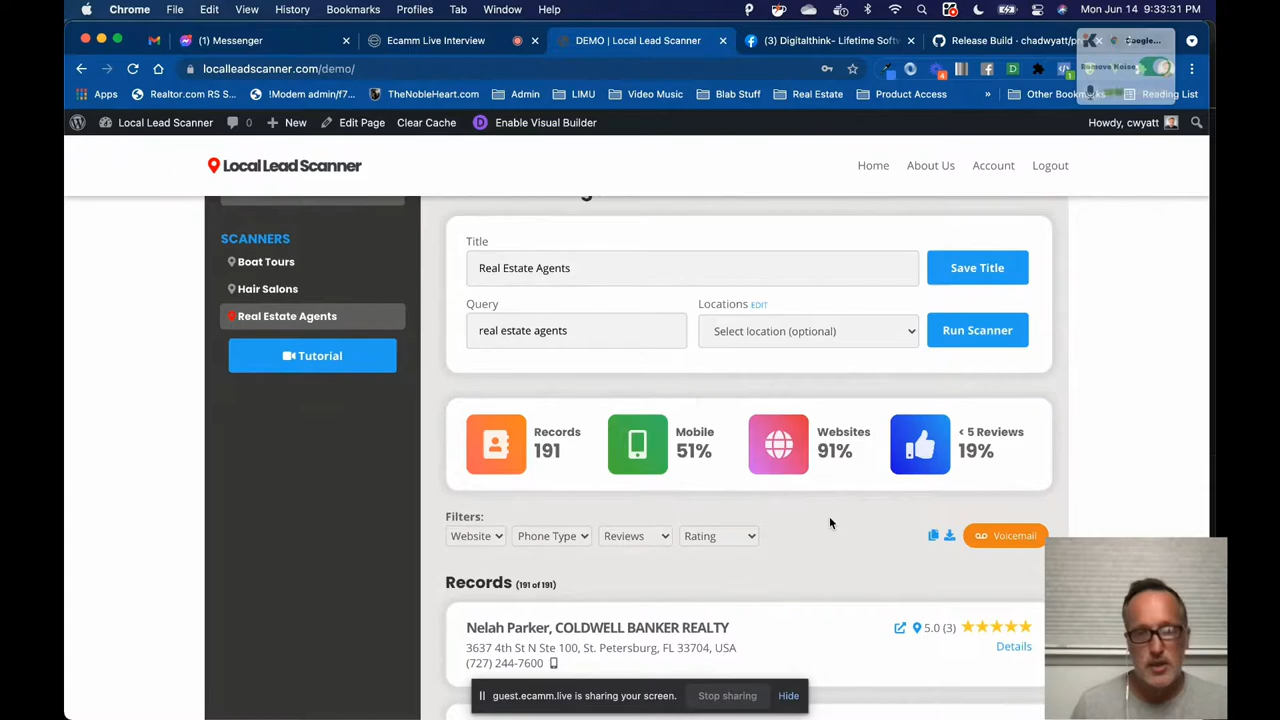 Chrome File Edit View History Bookmarks Profiles Tab Window Help Mon Jun 14 9:33:31 PM
(1) Messenger Ecamm Live Interview DEMO | Local Lead Scanner (3) Digitalthink- Lifetime Softw Release Build · chadwyatt/pr Google...
localleadscanner.com/demo/ Remove Noise
Apps Realtor.com RS S... !Modem admin/f7... TheNobleHeart.com Admin LIMU Video Music Blab Stuff Real Estate Product Access » Other Bookmarks Reading List
Local Lead Scanner 0 New Edit Page Clear Cache Enable Visual Builder Howdy, cwyatt
Local Lead Scanner Home About Us Account Logout
SCANNERS
Boat Tours
Hair Salons
Real Estate Agents
Tutorial
Title
Real Estate Agents Save Title
Query Locations EDIT
real estate agents Select location (optional) Run Scanner
Records Mobile Websites < 5 Reviews
191 51% 91% 19%
Filters:
Website Phone Type Reviews Rating Voicemail
Records (191 of 191)
Nelah Parker, COLDWELL BANKER REALTY 5.0 (3)
3637 4th St N Ste 100, St. Petersburg, FL 33704, USA Details
(727) 244-7600
guest.ecamm.live is sharing your screen. Stop sharing Hide